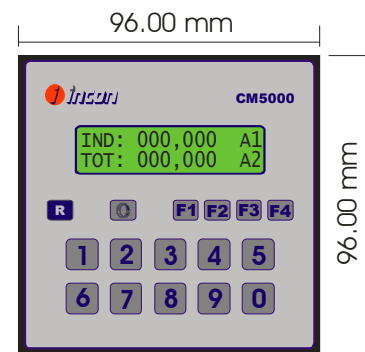 96.00 mm
incon
CM5000
IND: 000,000 A1
TOT: 000,000 A2
R F1 F2 F3 F4
1 2 3 4 5
6 7 8 9 0
96.00 mm